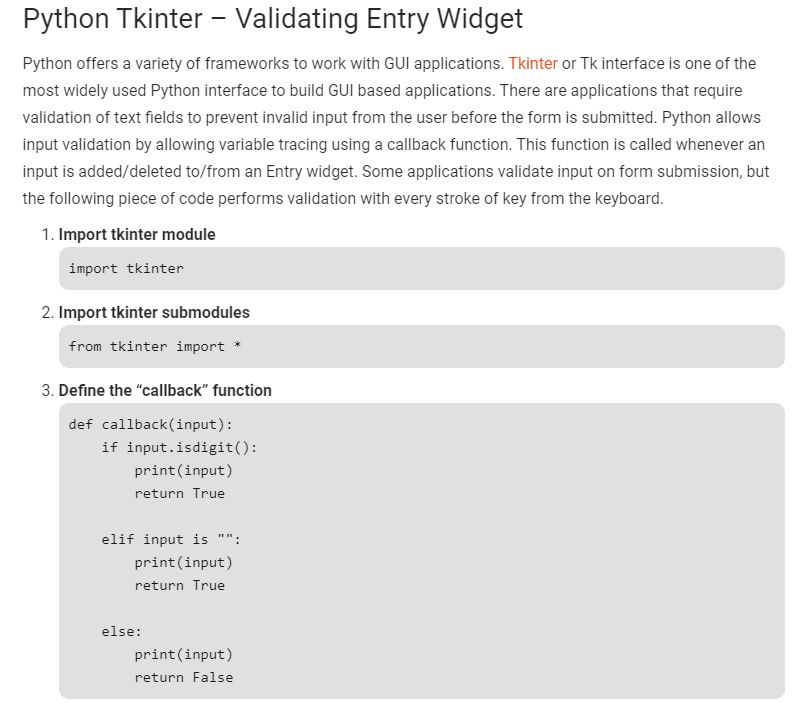 Python Tkinter – Validating Entry Widget
Python offers a variety of frameworks to work with GUI applications. Tkinter or Tk interface is one of the
most widely used Python interface to build GUI based applications. There are applications that require
validation of text fields to prevent invalid input from the user before the form is submitted. Python allows
input validation by allowing variable tracing using a callback function. This function is called whenever an
input is added/deleted to/from an Entry widget. Some applications validate input on form submission, but
the following piece of code performs validation with every stroke of key from the keyboard.
1. Import tkinter module
import tkinter
2. Import tkinter submodules
from tkinter import *
3. Define the “callback” function
def callback(input):
    if input.isdigit():
        print(input)
        return True

    elif input is "":
        print(input)
        return True

    else:
        print(input)
        return False